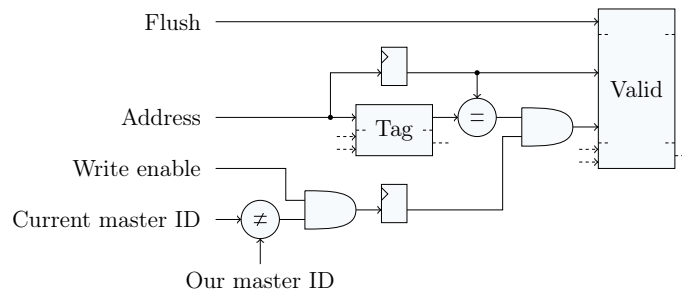 Flush
Address
Tag
=
Valid
Write enable
Current master ID
≠
Our master ID